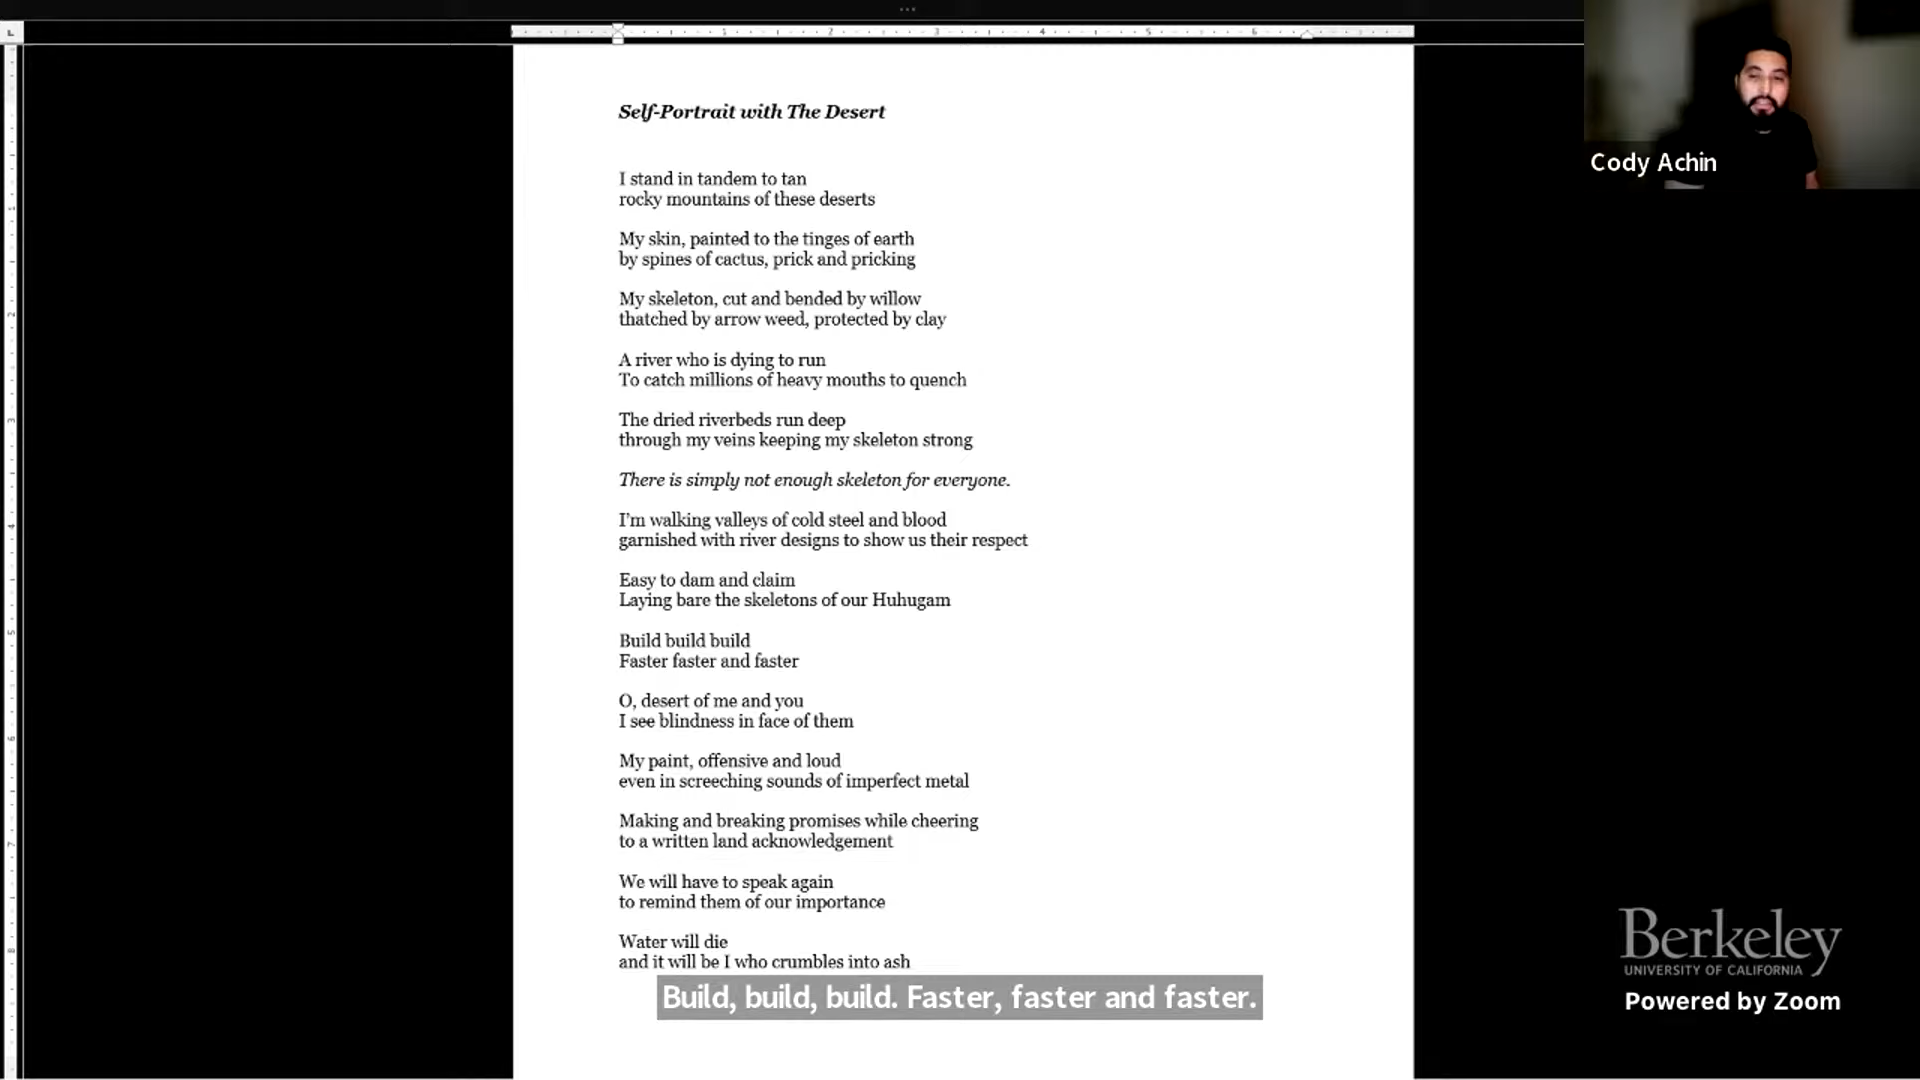 Self-Portrait with The Desert
I stand in tandem to tan
rocky mountains of these deserts
My skin, painted to the tinges of earth
by spines of cactus, prick and pricking
My skeleton, cut and bended by willow
thatched by arrow weed, protected by clay
A river who is dying to run
To catch millions of heavy mouths to quench
The dried riverbeds run deep
through my veins keeping my skeleton strong
There is simply not enough skeleton for everyone.
I'm walking valleys of cold steel and blood
garnished with river designs to show us their respect
Easy to dam and claim
Laying bare the skeletons of our Huhugam
Build build build
Faster faster and faster
O, desert of me and you
I see blindness in face of them
My paint, offensive and loud
even in screeching sounds of imperfect metal
Making and breaking promises while cheering
to a written land acknowledgement
We will have to speak again
to remind them of our importance
Water will die
and it will be I who crumbles into ash
Build, build, build. Faster, faster and faster.
Cody Achin
Berkeley
UNIVERSITY OF CALIFORNIA
Powered by Zoom